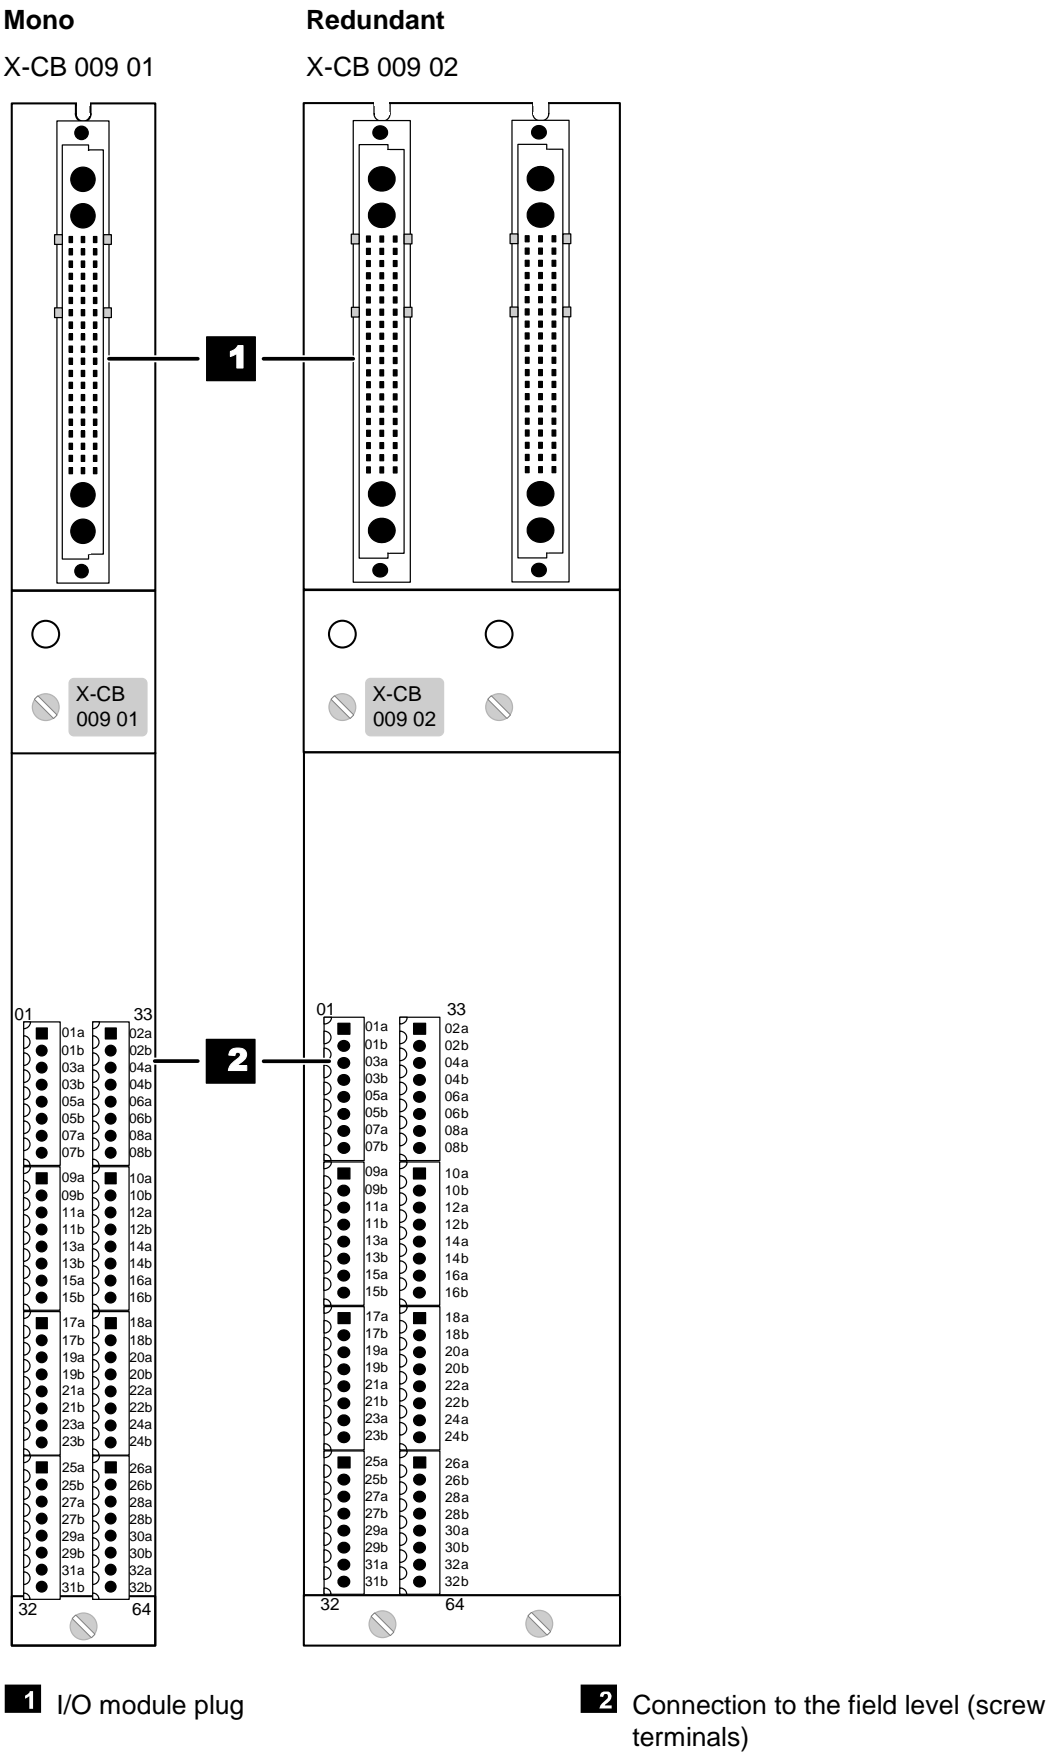 Mono
Redundant
X-CB 009 01
X-CB 009 02
1
X-CB
009 01
X-CB
009 02
01
33
01a 02a
01b 02b
03a 04a
03b 04b
05a 06a
05b 06b
07a 08a
07b 08b
09a 10a
09b 10b
11a 12a
11b 12b
13a 14a
13b 14b
15a 16a
15b 16b
17a 18a
17b 18b
19a 20a
19b 20b
21a 22a
21b 22b
23a 24a
23b 24b
25a 26a
25b 26b
27a 28a
27b 28b
29a 30a
29b 30b
31a 32a
31b 32b
32
64
2
01
33
01a 02a
01b 02b
03a 04a
03b 04b
05a 06a
05b 06b
07a 08a
07b 08b
09a 10a
09b 10b
11a 12a
11b 12b
13a 14a
13b 14b
15a 16a
15b 16b
17a 18a
17b 18b
19a 20a
19b 20b
21a 22a
21b 22b
23a 24a
23b 24b
25a 26a
25b 26b
27a 28a
27b 28b
29a 30a
29b 30b
31a 32a
31b 32b
32
64
1 I/O module plug
2 Connection to the field level (screw
terminals)